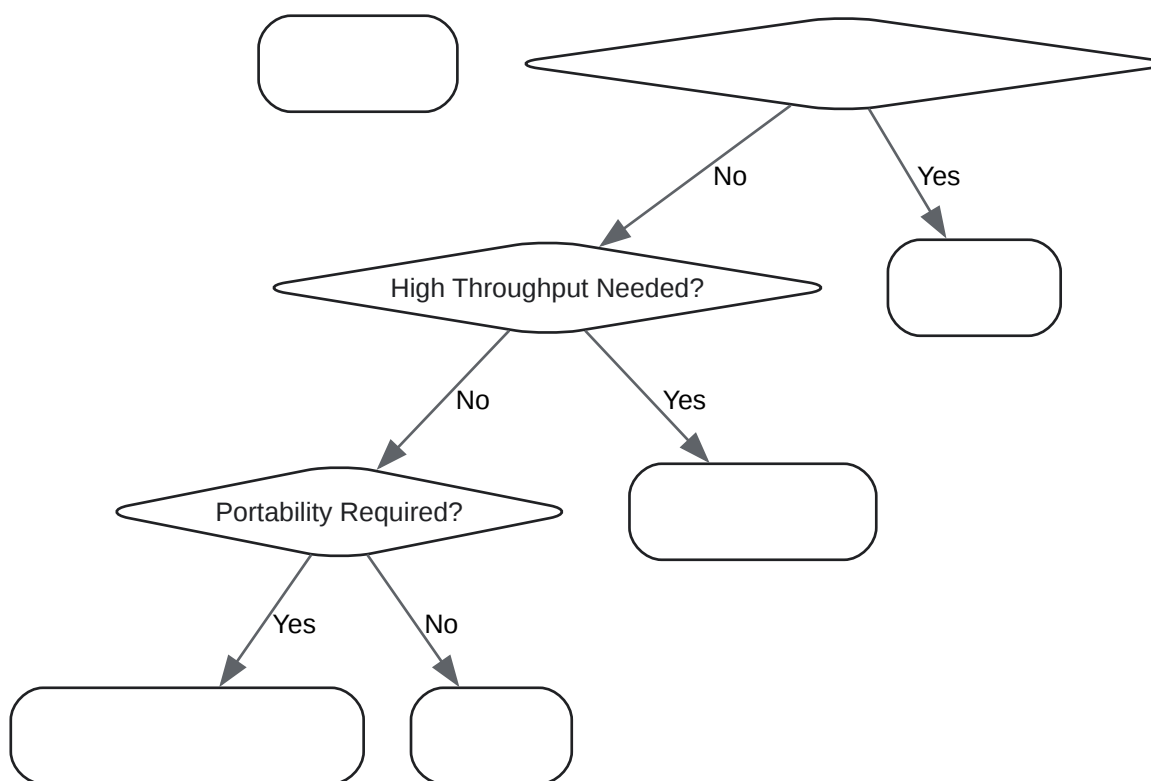 No
Yes
High Throughput Needed?
No
Yes
Portability Required?
Yes
No